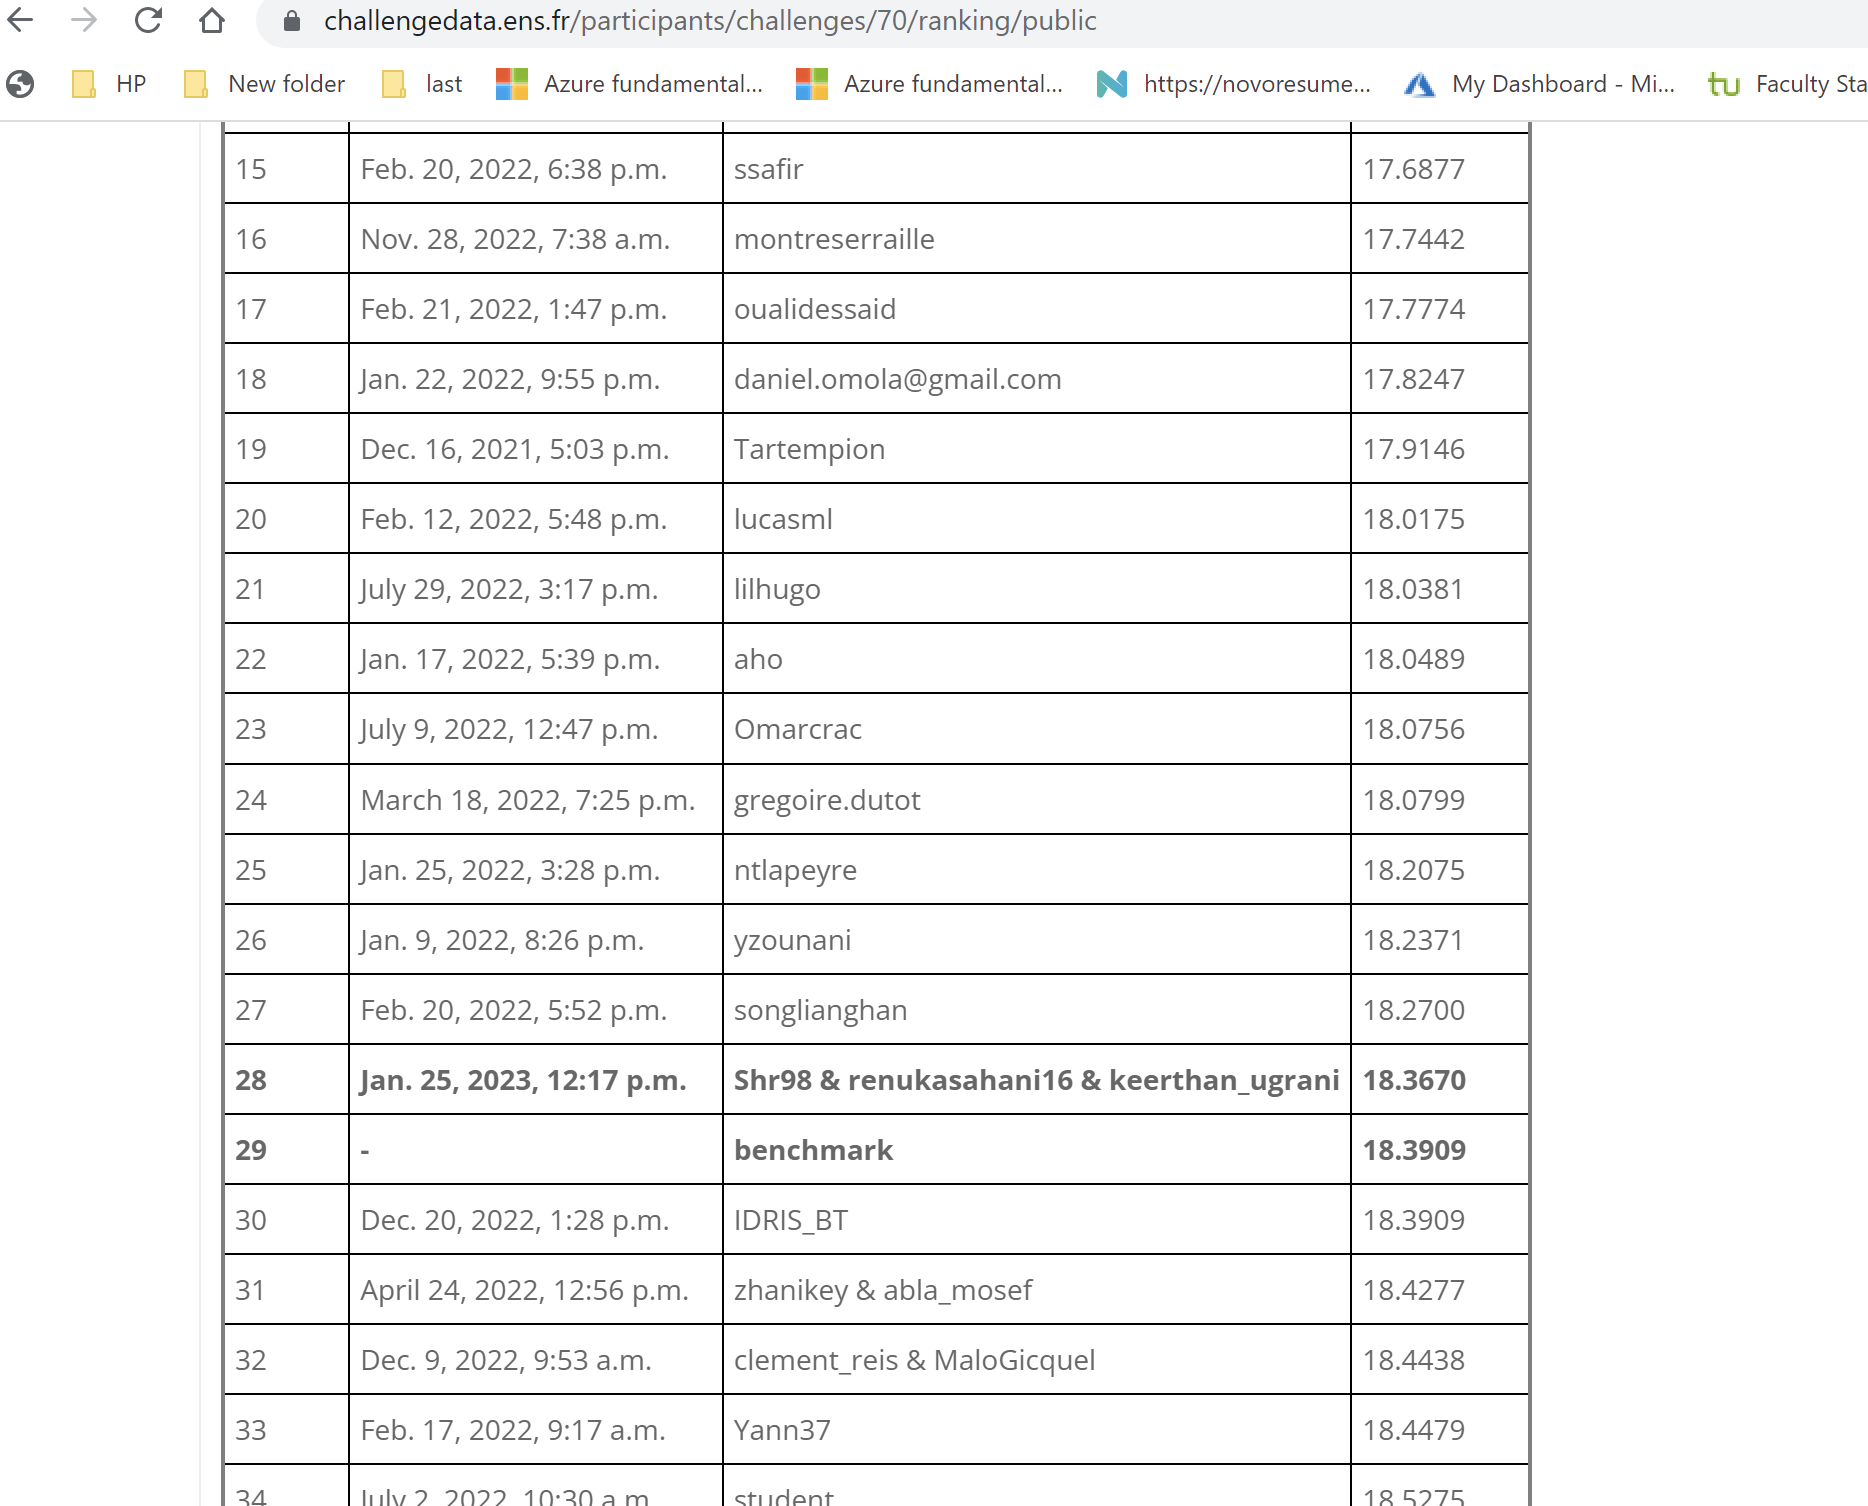 challengedata.ens.fr/participants/challenges/70/ranking/public
HP New folder last Azure fundamental... Azure fundamental... https://novoresume... My Dashboard - Mi... tu Faculty Sta
15 Feb. 20, 2022, 6:38 p.m. ssafir 17.6877
16 Nov. 28, 2022, 7:38 a.m. montreserraille 17.7442
17 Feb. 21, 2022, 1:47 p.m. oualidessaid 17.7774
18 Jan. 22, 2022, 9:55 p.m. daniel.omola@gmail.com 17.8247
19 Dec. 16, 2021, 5:03 p.m. Tartempion 17.9146
20 Feb. 12, 2022, 5:48 p.m. lucasml 18.0175
21 July 29, 2022, 3:17 p.m. lilhugo 18.0381
22 Jan. 17, 2022, 5:39 p.m. aho 18.0489
23 July 9, 2022, 12:47 p.m. Omarcrac 18.0756
24 March 18, 2022, 7:25 p.m. gregoire.dutot 18.0799
25 Jan. 25, 2022, 3:28 p.m. ntlapeyre 18.2075
26 Jan. 9, 2022, 8:26 p.m. yzounani 18.2371
27 Feb. 20, 2022, 5:52 p.m. songlianghan 18.2700
28 Jan. 25, 2023, 12:17 p.m. Shr98 & renukasahani16 & keerthan_ugrani 18.3670
29 - benchmark 18.3909
30 Dec. 20, 2022, 1:28 p.m. IDRIS_BT 18.3909
31 April 24, 2022, 12:56 p.m. zhanikey & abla_mosef 18.4277
32 Dec. 9, 2022, 9:53 a.m. clement_reis & MaloGicquel 18.4438
33 Feb. 17, 2022, 9:17 a.m. Yann37 18.4479
34 July 2, 2022, 10:30 a.m. student 18.5275